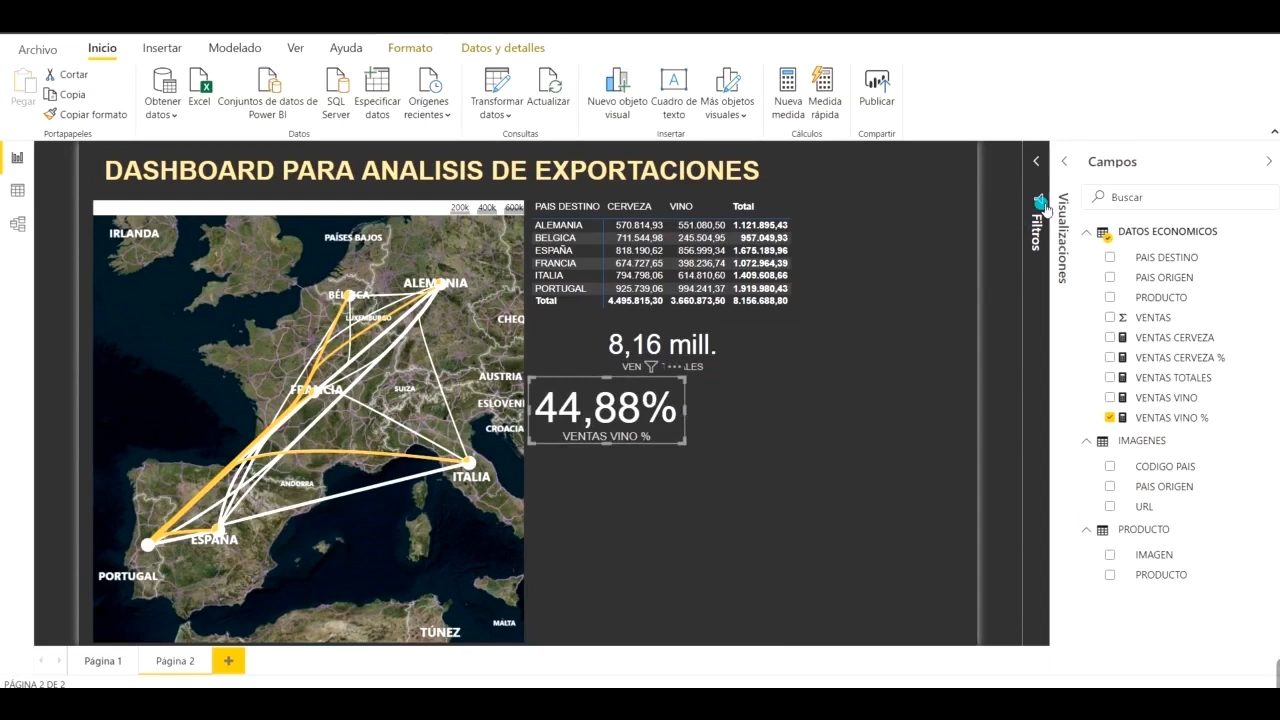 Archivo Inicio Insertar Modelado Ver Ayuda Formato Datos y detalles
Pegar
Cortar
Copia
Copiar formato
Portapapeles
Obtener datos
Excel
Conjuntos de datos de Power BI
SQL Server
Especificar datos
Orígenes recientes
Datos
Transformar datos
Actualizar
Consultas
Nuevo objeto visual
Cuadro de texto
Más objetos visuales
Insertar
Nueva medida
Medida rápida
Cálculos
Publicar
Compartir
DASHBOARD PARA ANALISIS DE EXPORTACIONES
200k 400k 600k
IRLANDA
PAÍSES BAJOS
ALEMANIA
BÉLGICA
LUXEMBURGO
CHEQ
FRANCIA
SUIZA
AUSTRIA
ESLOVENI
CROACIA
ITALIA
ANDORRA
ESPAÑA
PORTUGAL
MALTA
TÚNEZ
PAIS DESTINO CERVEZA VINO Total
ALEMANIA 570.814,93 551.080,50 1.121.895,43
BELGICA 711.544,98 245.504,95 957.049,93
ESPAÑA 818.190,62 856.999,34 1.675.189,96
FRANCIA 674.727,65 398.236,74 1.072.964,39
ITALIA 794.798,06 614.810,60 1.409.608,66
PORTUGAL 925.739,06 994.241,37 1.919.980,43
Total 4.495.815,30 3.660.873,50 8.156.688,80
8,16 mill.
VEN LES
44,88%
VENTAS VINO %
Filtros
Visualizaciones
Campos
Buscar
DATOS ECONOMICOS
PAIS DESTINO
PAIS ORIGEN
PRODUCTO
VENTAS
VENTAS CERVEZA
VENTAS CERVEZA %
VENTAS TOTALES
VENTAS VINO
VENTAS VINO %
IMAGENES
CODIGO PAIS
PAIS ORIGEN
URL
PRODUCTO
IMAGEN
PRODUCTO
Página 1 Página 2
PÁGINA 2 DE 2